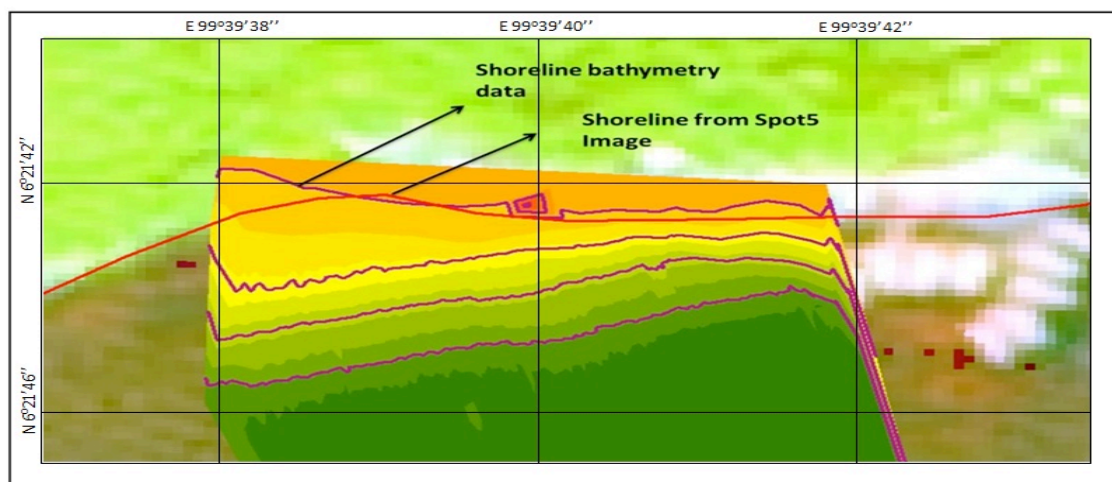 E 99°39'38''
E 99°39'40''
E 99°39'42''
Shoreline bathymetry
data
Shoreline from Spot5
Image
N 6°21'42''
N 6°21'46''